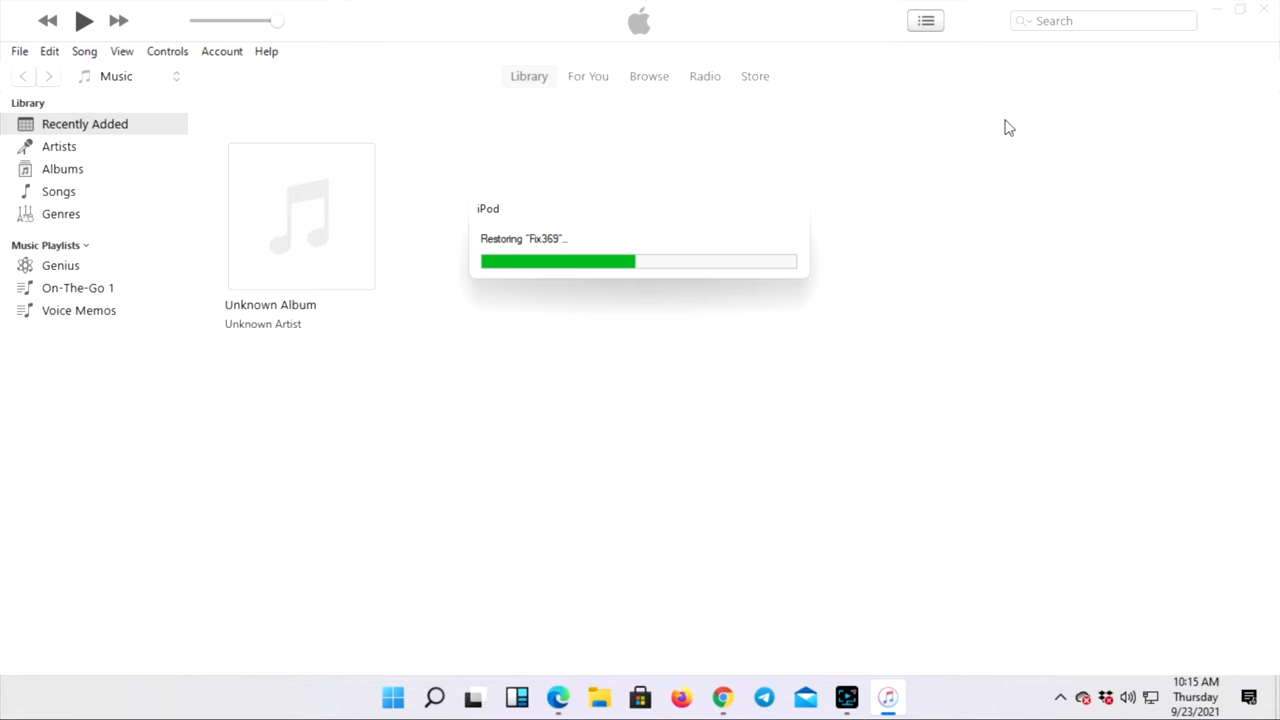 Search
File Edit Song View Controls Account Help
Music
Library For You Browse Radio Store
Library
Recently Added
Artists
Albums
Songs
Genres
Music Playlists
Genius
On-The-Go 1
Voice Memos
Unknown Album
Unknown Artist
iPod
Restoring "Fix369"...
10:15 AM
Thursday
9/23/2021